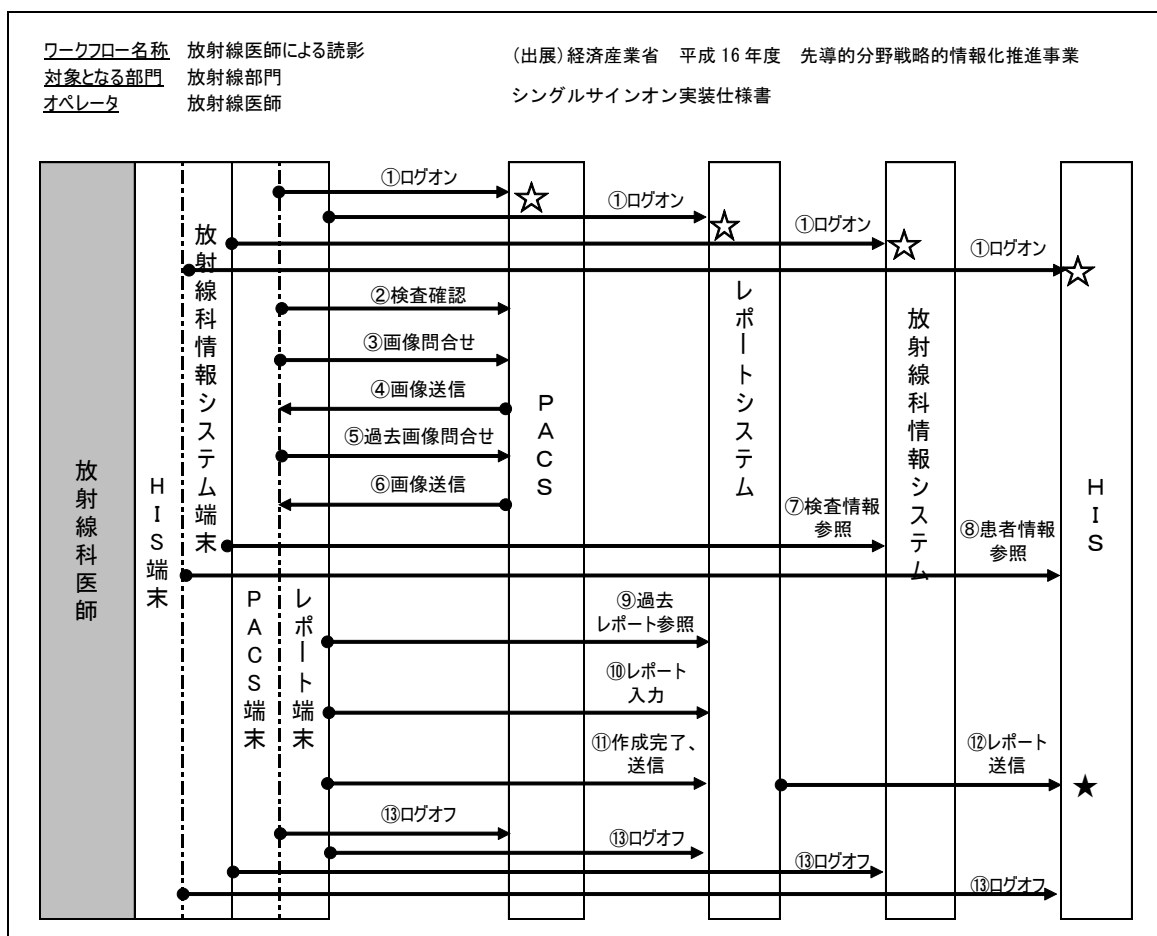 ワークフロー名称 放射線医師による読影
対象となる部門 放射線部門
オペレータ 放射線医師
(出展)経済産業省 平成16年度 先導的分野戦略的情報化推進事業
シングルサインオン実装仕様書
放射線科医師
HIS端末
放射線科情報システム端末
PACS端末
レポート端末
PACS
レポートシステム
放射線科情報システム
HIS
①ログオン
①ログオン
①ログオン
①ログオン
②検査確認
③画像問合せ
④画像送信
⑤過去画像問合せ
⑥画像送信
⑦検査情報
参照
⑧患者情報
参照
⑨過去
レポート参照
⑩レポート
入力
⑪作成完了、
送信
⑫レポート
送信
⑬ログオフ
⑬ログオフ
⑬ログオフ
⑬ログオフ